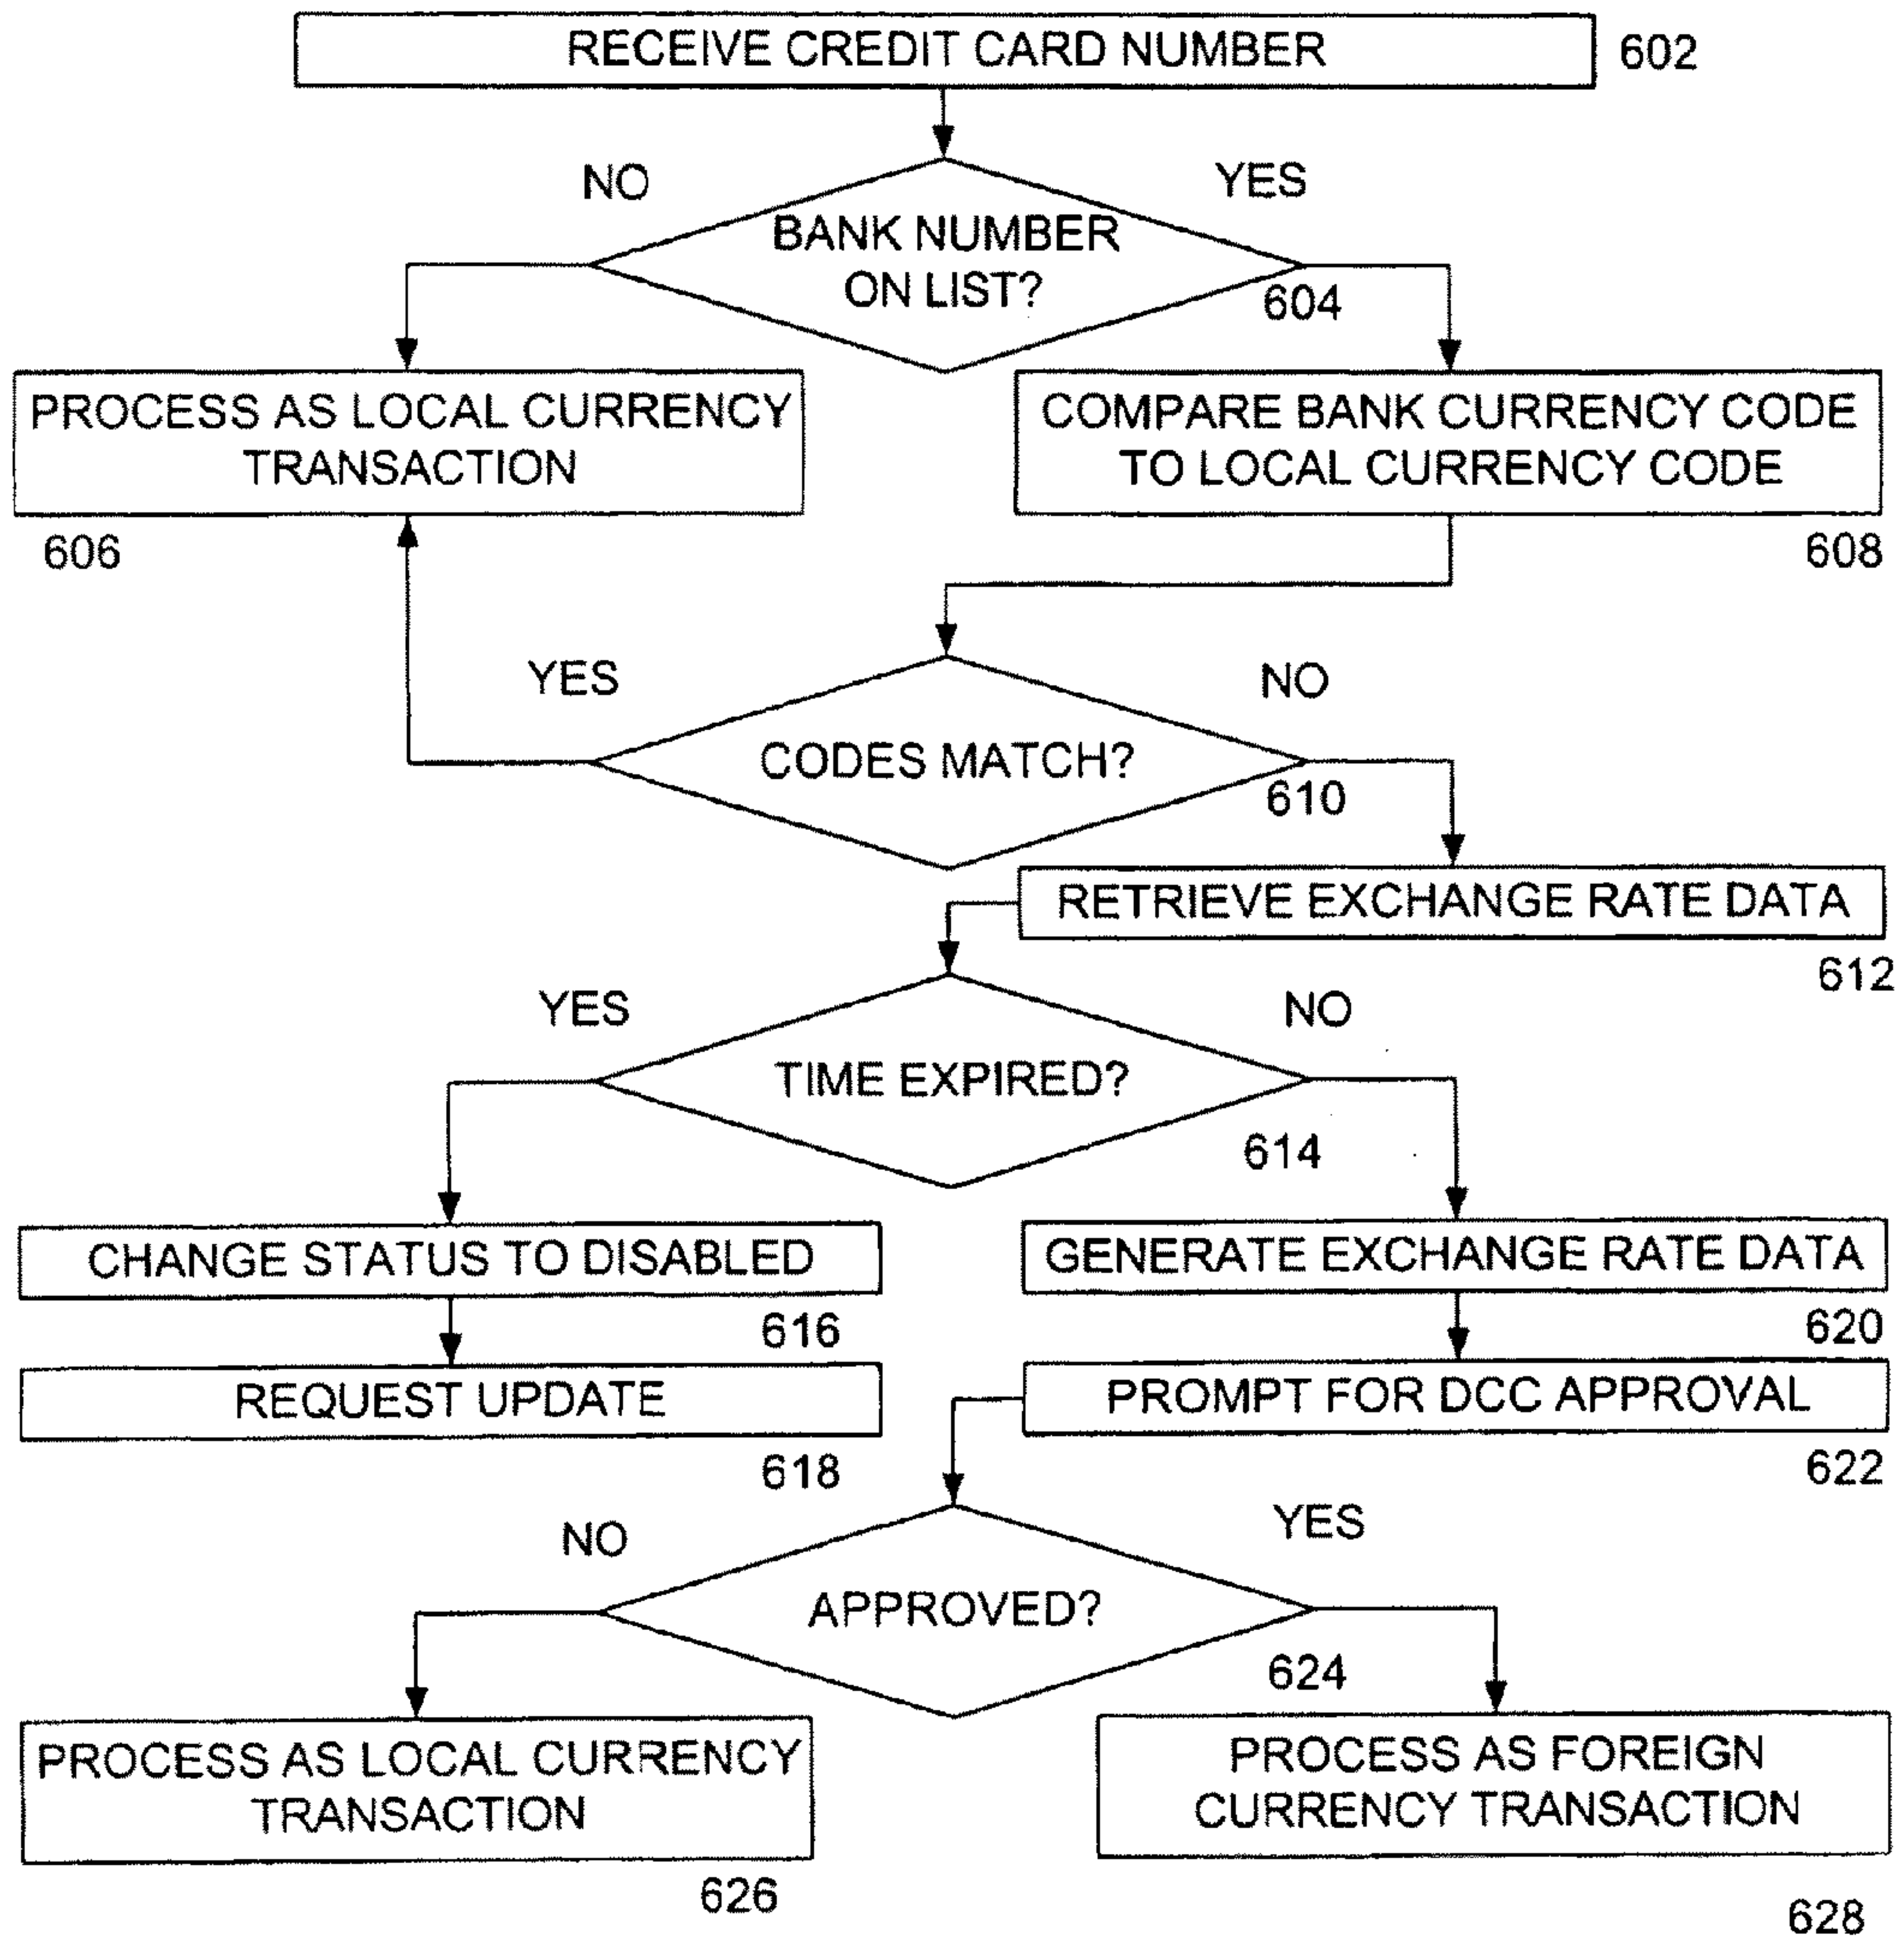 RECEIVE CREDIT CARD NUMBER
602
NO
YES
BANK NUMBER
ON LIST?
604
PROCESS AS LOCAL CURRENCY
TRANSACTION
606
COMPARE BANK CURRENCY CODE
TO LOCAL CURRENCY CODE
608
YES
NO
CODES MATCH?
610
RETRIEVE EXCHANGE RATE DATA
612
YES
NO
TIME EXPIRED?
614
CHANGE STATUS TO DISABLED
616
GENERATE EXCHANGE RATE DATA
620
REQUEST UPDATE
618
PROMPT FOR DCC APPROVAL
622
NO
YES
APPROVED?
624
PROCESS AS LOCAL CURRENCY
TRANSACTION
626
PROCESS AS FOREIGN
CURRENCY TRANSACTION
628